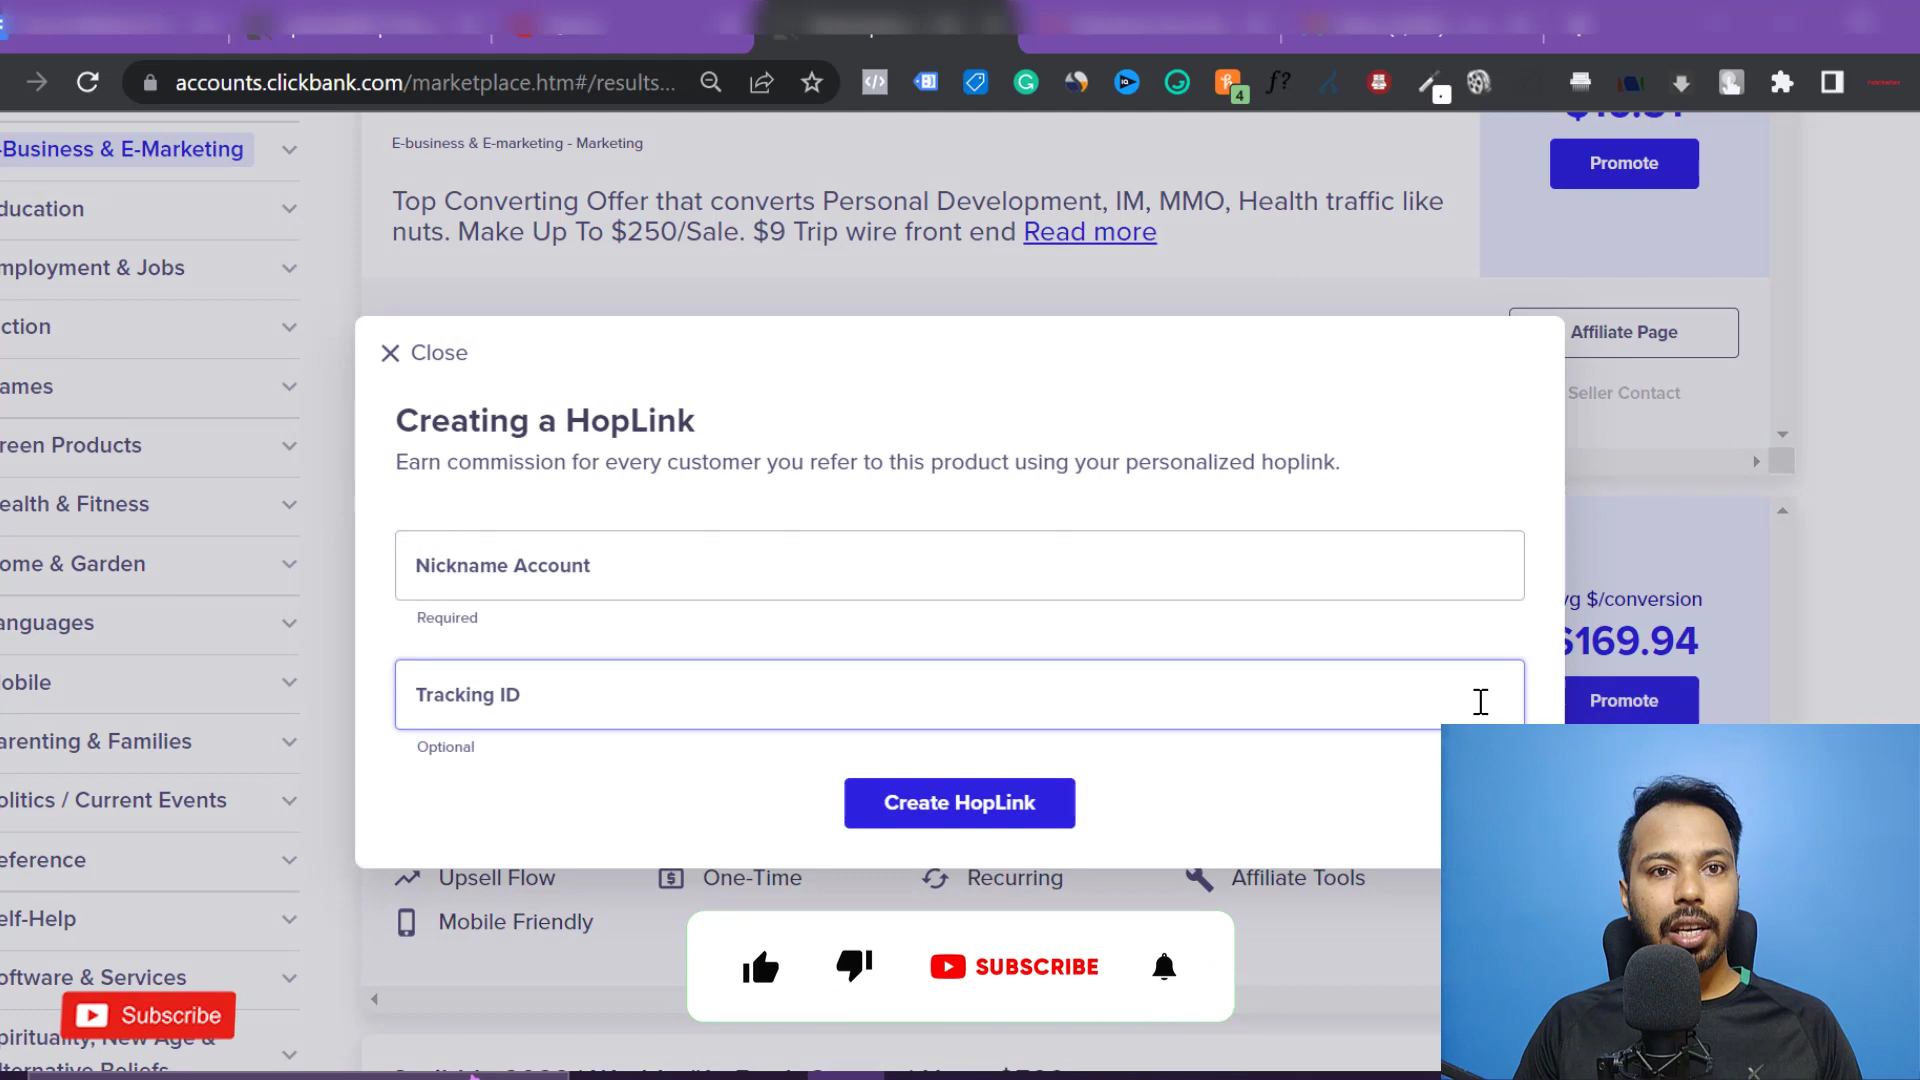 accounts.clickbank.com/marketplace.htm#/results...
4
-Business & E-Marketing
ducation
mployment & Jobs
ction
ames
reen Products
ealth & Fitness
ome & Garden
anguages
obile
arenting & Families
olitics / Current Events
eference
elf-Help
oftware & Services
Subscribe
E-business & E-marketing - Marketing
Promote
Top Converting Offer that converts Personal Development, IM, MMO, Health traffic like
nuts. Make Up To $250/Sale. $9 Trip wire front end Read more
Affiliate Page
Seller Contact
Close
Creating a HopLink
Earn commission for every customer you refer to this product using your personalized hoplink.
Nickname Account
Required
Tracking ID
Optional
Create HopLink
vg $/conversion
$169.94
Promote
Upsell Flow
One-Time
Recurring
Affiliate Tools
Mobile Friendly
SUBSCRIBE